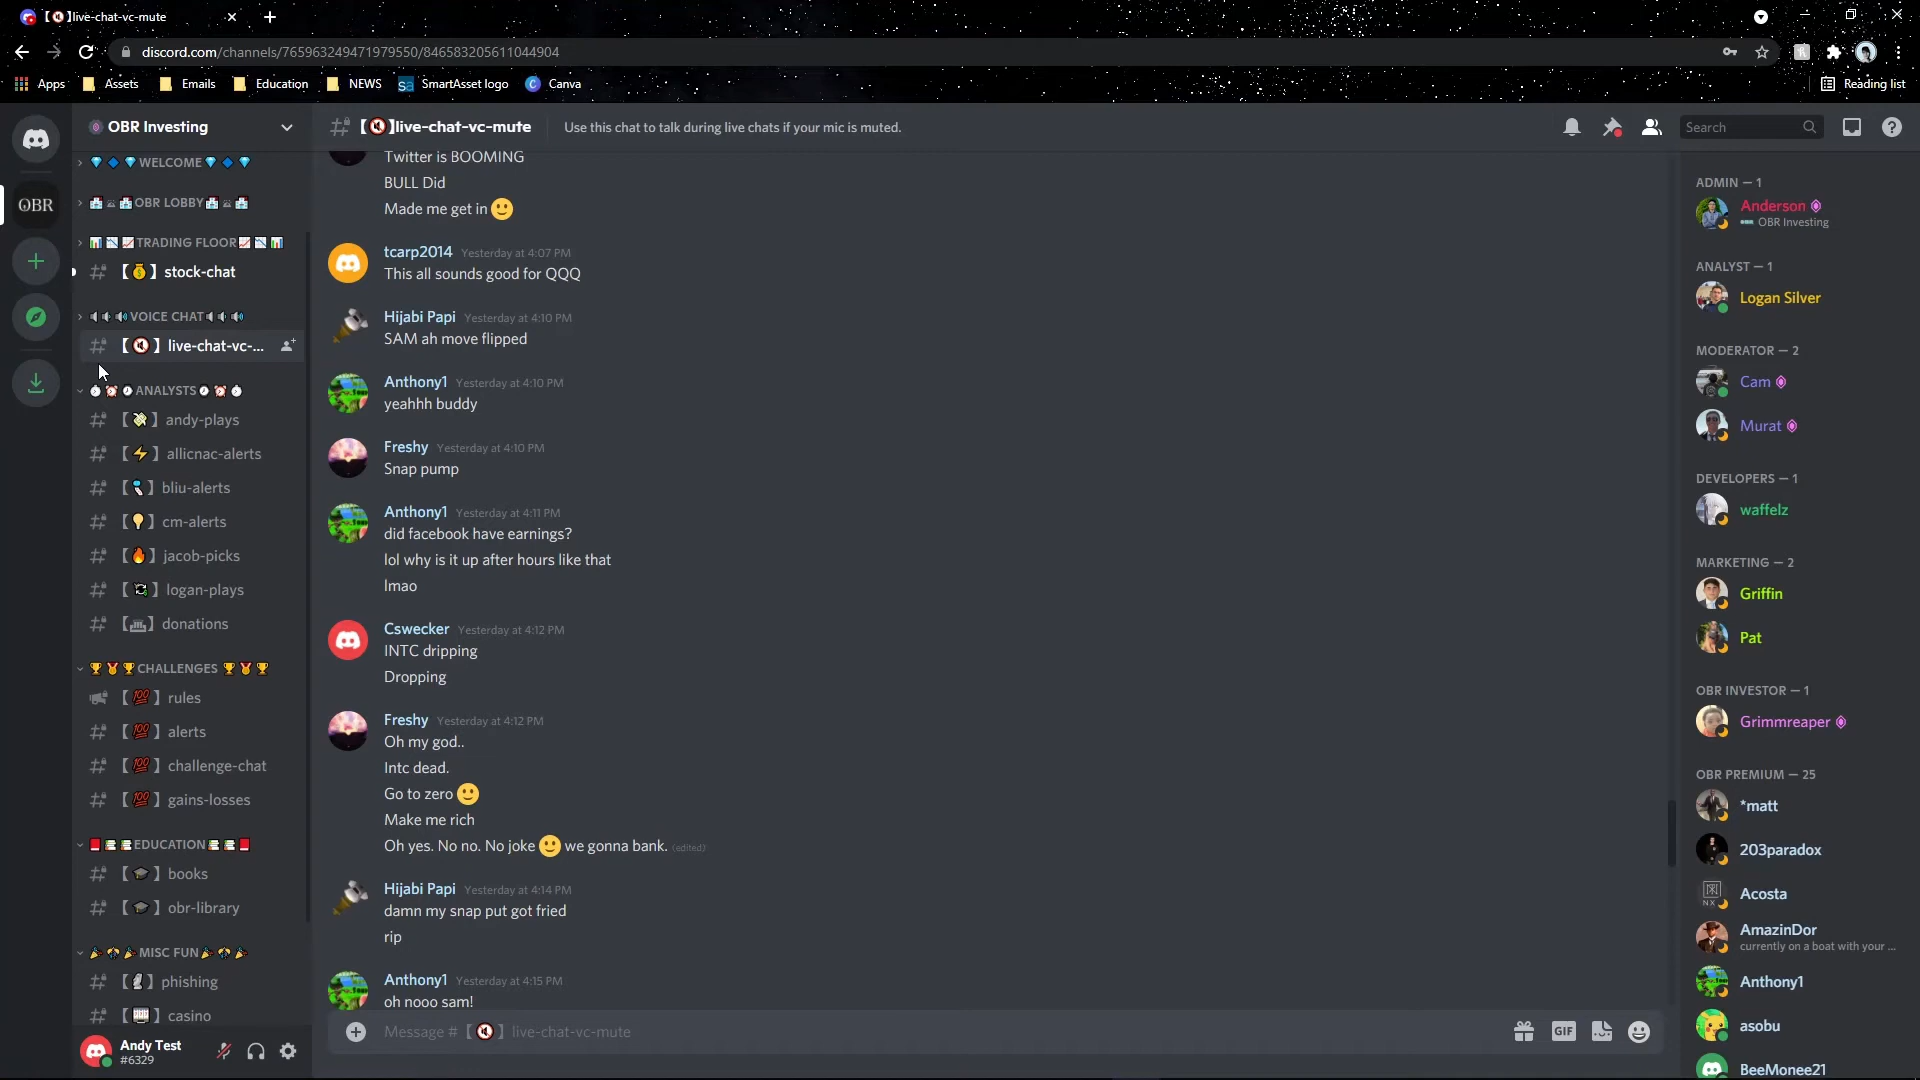 【🔇】live-chat-vc-mute
discord.com/channels/765963249471979550/846583205611044904
Apps
Assets
Emails
Education
NEWS
sa SmartAsset logo
C Canva
Reading list
OBR Investing
# 【🔇】live-chat-vc-mute
Use this chat to talk during live chats if your mic is muted.
Search
OBR
WELCOME
OBR LOBBY
TRADING FLOOR
# 【💰】 stock-chat
VOICE CHAT
# 【🔇】 live-chat-vc-...
ANALYSTS
# 【💸】 andy-plays
# 【⚡】 allicnac-alerts
# 【】 bliu-alerts
# 【💡】 cm-alerts
# 【🔥】 jacob-picks
# 【💱】 logan-plays
# 【🏦】 donations
CHALLENGES
【💯】 rules
# 【💯】 alerts
# 【💯】 challenge-chat
# 【💯】 gains-losses
EDUCATION
# 【🎓】 books
# 【🎓】 obr-library
MISC FUN
# 【】 phishing
# 【🎰】 casino
Andy Test
#6329
Twitter is BOOMING
BULL Did
Made me get in 🙂
tcarp2014 Yesterday at 4:07 PM
This all sounds good for QQQ
Hijabi Papi Yesterday at 4:10 PM
SAM ah move flipped
Anthony1 Yesterday at 4:10 PM
yeahhh buddy
Freshy Yesterday at 4:10 PM
Snap pump
Anthony1 Yesterday at 4:11 PM
did facebook have earnings?
lol why is it up after hours like that
lmao
Cswecker Yesterday at 4:12 PM
INTC dripping
Dropping
Freshy Yesterday at 4:12 PM
Oh my god..
Intc dead.
Go to zero 🙂
Make me rich
Oh yes. No no. No joke 🙂 we gonna bank. (edited)
Hijabi Papi Yesterday at 4:14 PM
damn my snap put got fried
rip
Anthony1 Yesterday at 4:15 PM
oh nooo sam!
Message # 【🔇】 live-chat-vc-mute
GIF
ADMIN — 1
Anderson
OBR Investing
ANALYST — 1
Logan Silver
MODERATOR — 2
Cam
Murat
DEVELOPERS — 1
waffelz
MARKETING — 2
Griffin
Pat
OBR INVESTOR — 1
Grimmreaper
OBR PREMIUM — 25
*matt
203paradox
NX
Acosta
AmazinDor
currently on a boat with your ...
Anthony1
asobu
BeeMonee21